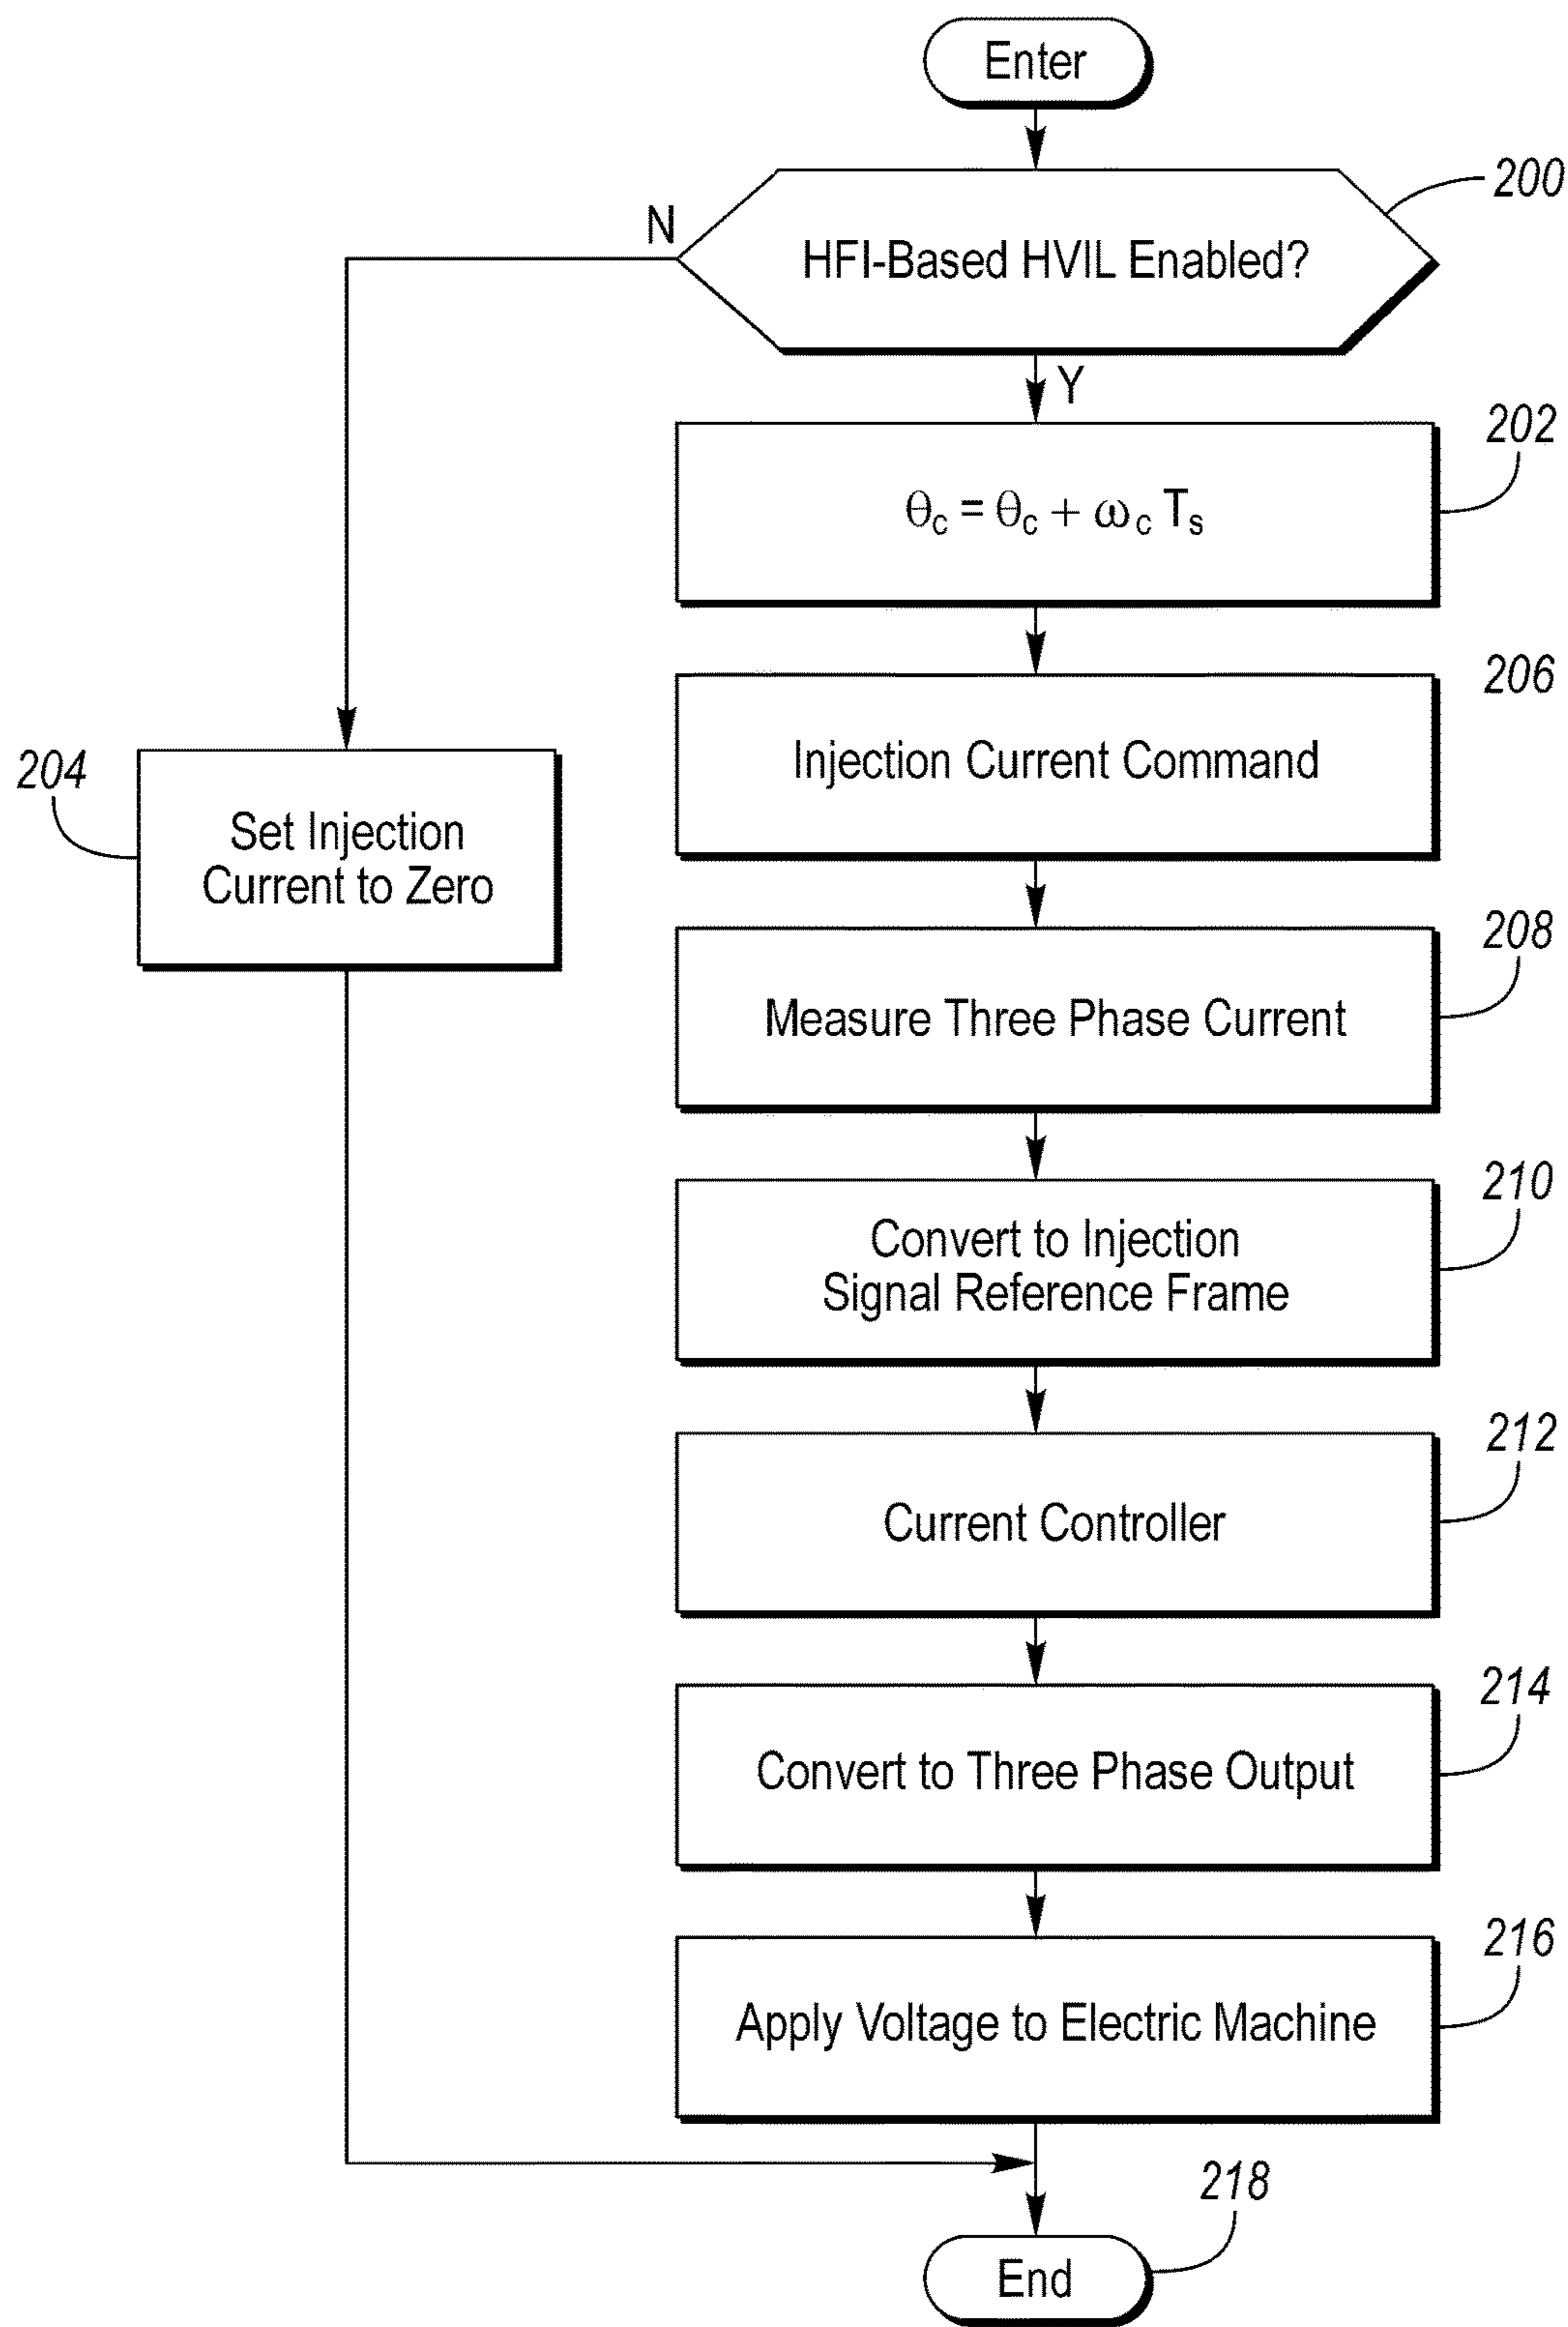 Enter
200
N
HFI-Based HVIL Enabled?
Y
202
θc = θc + ωc Ts
206
Injection Current Command
204
Set Injection
Current to Zero
208
Measure Three Phase Current
210
Convert to Injection
Signal Reference Frame
212
Current Controller
214
Convert to Three Phase Output
216
Apply Voltage to Electric Machine
218
End